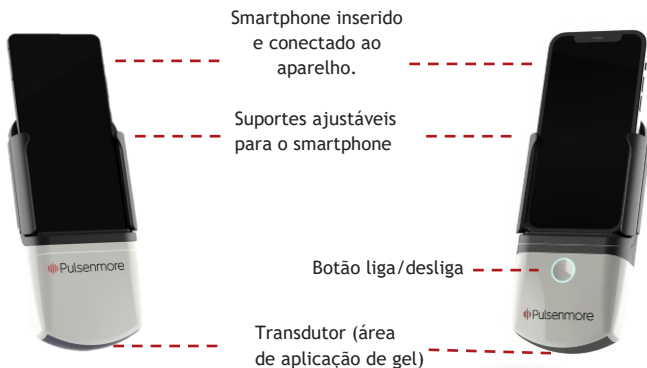 Smartphone inserido
e conectado ao
aparelho.
Suportes ajustáveis
para o smartphone
Botão liga/desliga
Pulsenmore
Pulsenmore
Transdutor (área
de aplicação de gel)